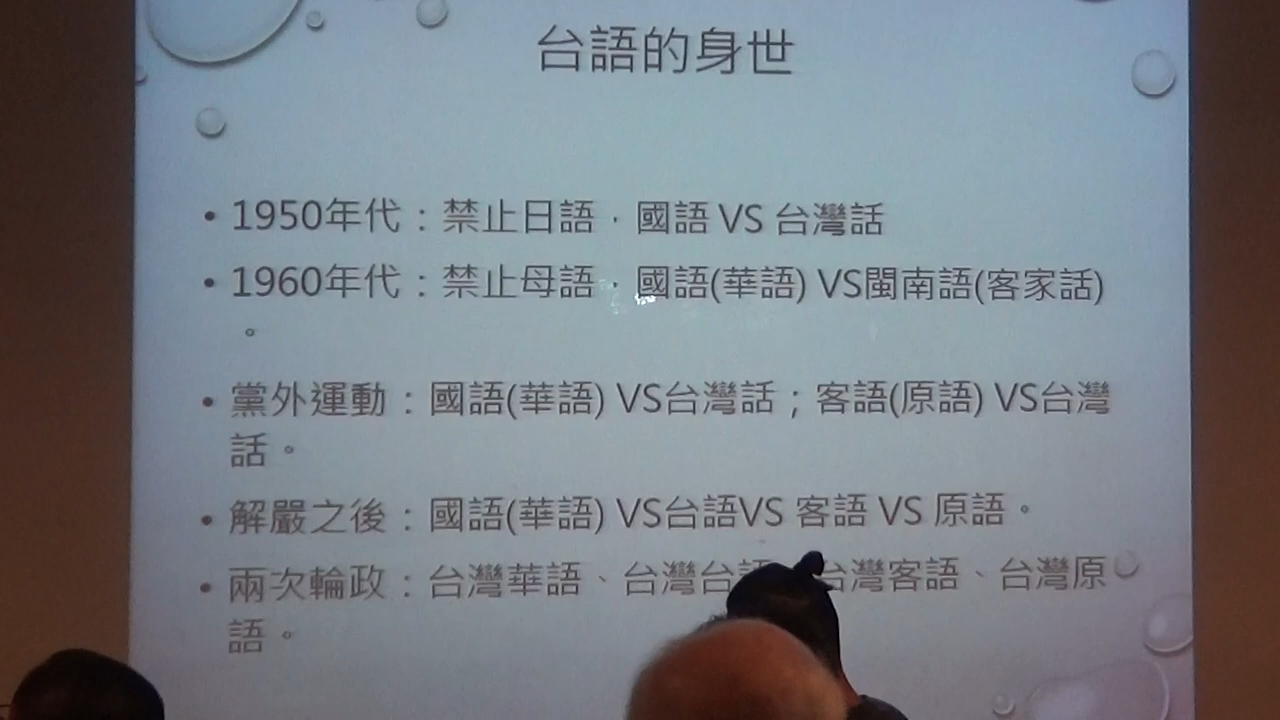 台語的身世
• 1950年代：禁止日語，國語 VS 台灣話
• 1960年代：禁止母語，國語(華語) VS閩南語(客家話)
。
• 黨外運動：國語(華語) VS台灣話；客語(原語) VS台灣
話。
• 解嚴之後：國語(華語) VS台語VS 客語 VS 原語。
• 兩次輪政：台灣華語、台灣台語 台灣客語、台灣原
語。